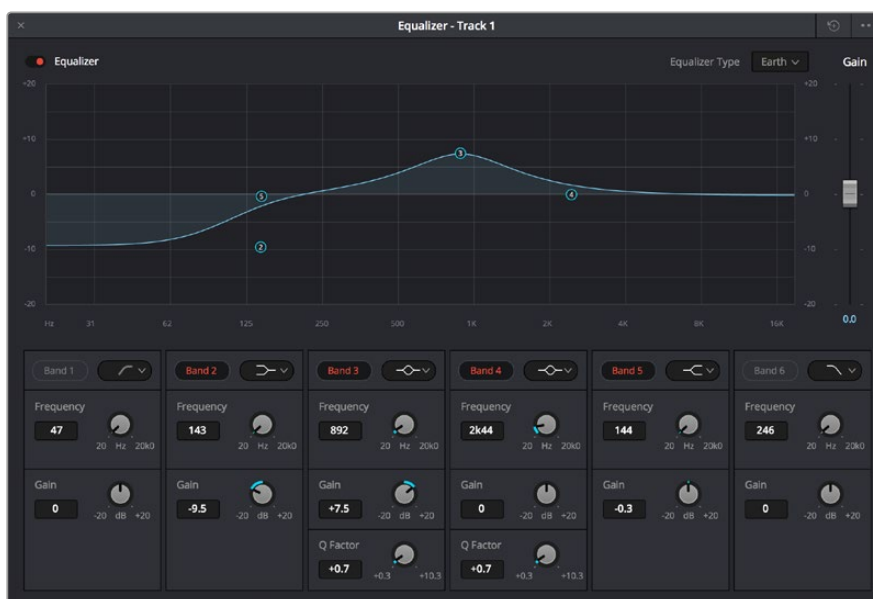 Equalizer - Track 1
Equalizer
Equalizer Type Earth Gain
+20 +20
+10 +10
0 0
-10 -10
-20 -20
5
2
3
4
Hz 31 62 125 250 500 1K 2K 4K 8K 16K
0.0
Band 1 Band 2 Band 3 Band 4 Band 5 Band 6
Frequency Frequency Frequency Frequency Frequency Frequency
47 143 892 2k44 144 246
20 Hz 20k0 20 Hz 20k0 20 Hz 20k0 20 Hz 20k0 20 Hz 20k0 20 Hz 20k0
Gain Gain Gain Gain Gain Gain
0 -9.5 +7.5 0 -0.3 0
-20 dB +20 -20 dB +20 -20 dB +20 -20 dB +20 -20 dB +20 -20 dB +20
Q Factor Q Factor
+0.7 +0.7
+0.3 +10.3 +0.3 +10.3